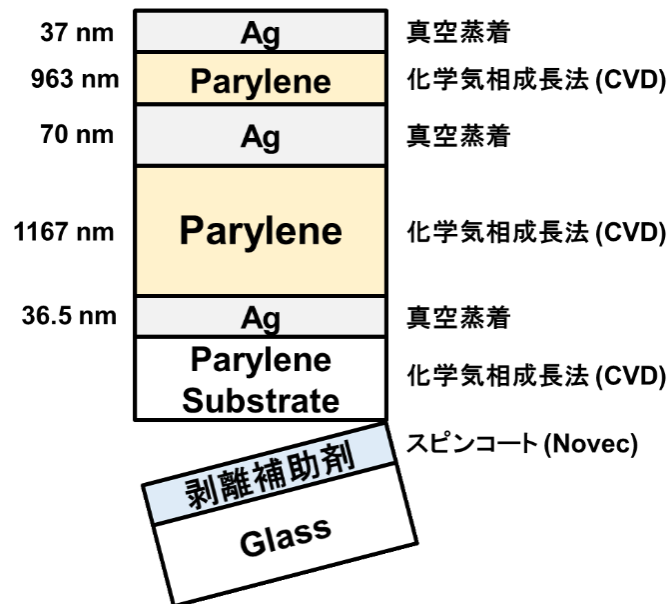 37 nm Ag 真空蒸着
963 nm Parylene 化学気相成長法 (CVD)
70 nm Ag 真空蒸着
1167 nm Parylene 化学気相成長法 (CVD)
36.5 nm Ag 真空蒸着
Parylene
Substrate
化学気相成長法 (CVD)
スピンコート (Novec)
剥離補助剤
Glass